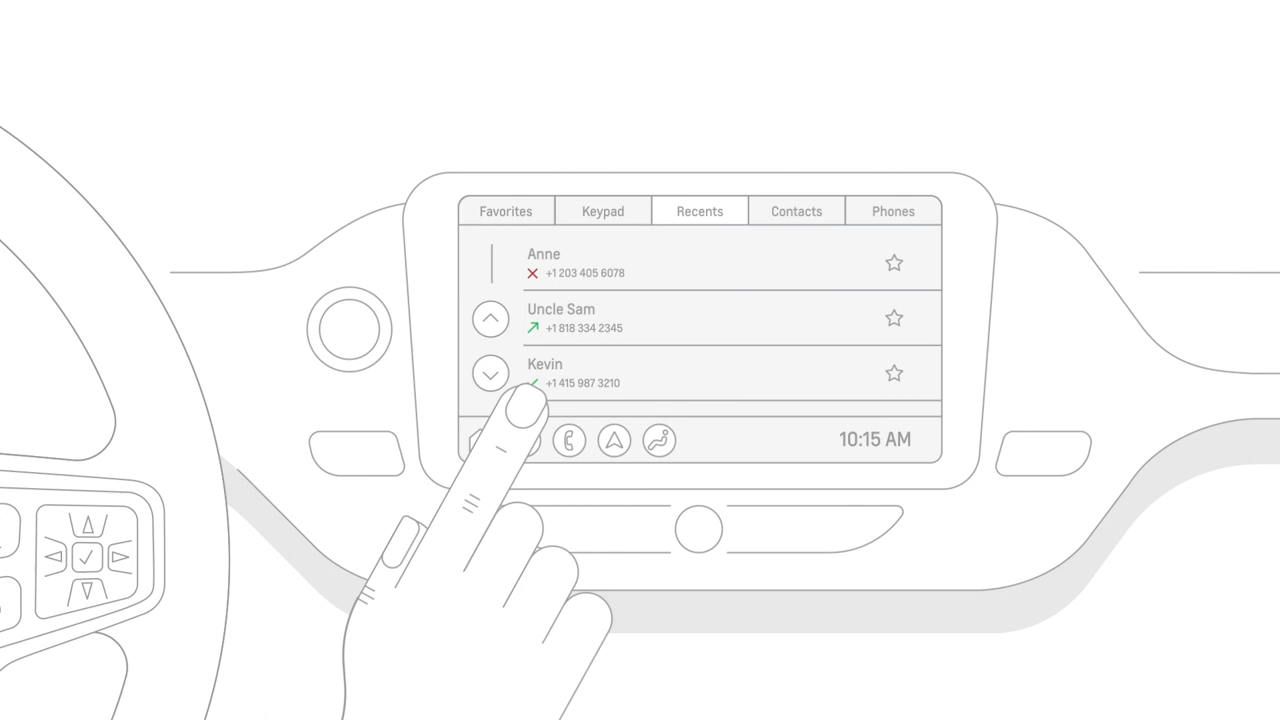 Favorites Keypad Recents Contacts Phones
Anne
+1 203 405 6078
Uncle Sam
+1 818 334 2345
Kevin
+1 415 987 3210
10:15 AM